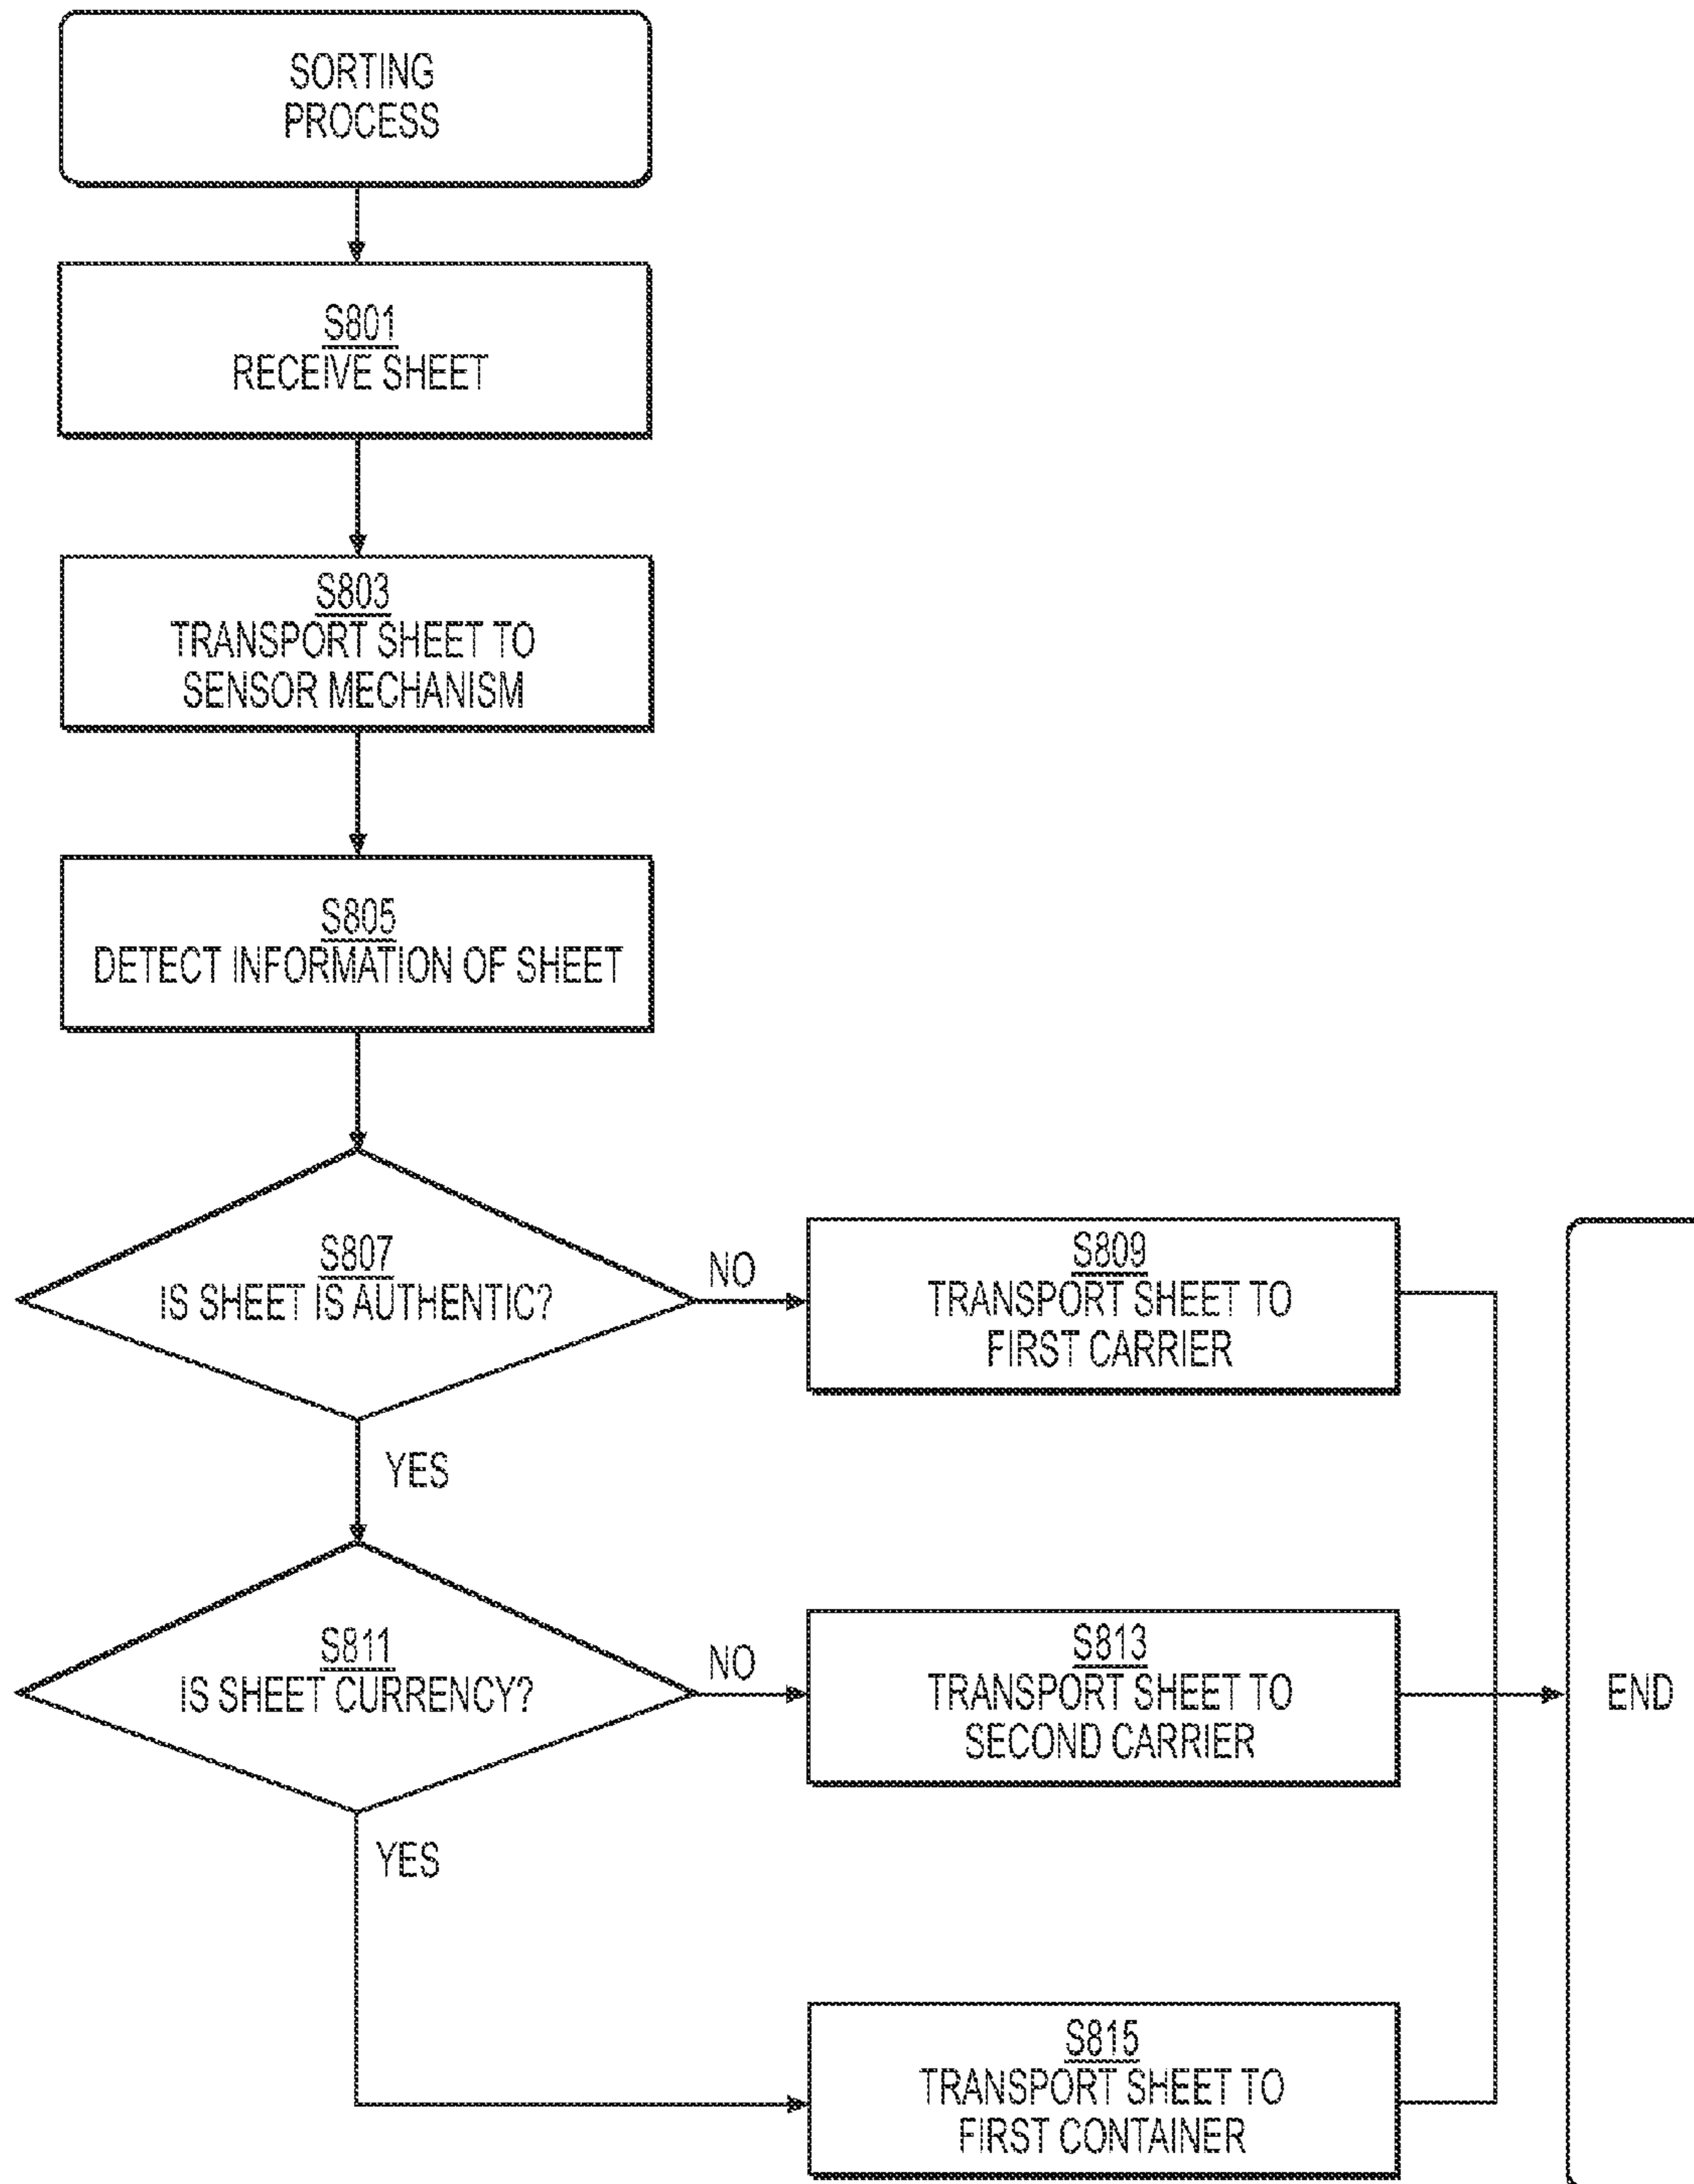 SORTING
PROCESS
S801
RECEIVE SHEET
S803
TRANSPORT SHEET TO
SENSOR MECHANISM
S805
DETECT INFORMATION OF SHEET
S807
IS SHEET IS AUTHENTIC?
NO
S809
TRANSPORT SHEET TO
FIRST CARRIER
YES
S811
IS SHEET CURRENCY?
NO
S813
TRANSPORT SHEET TO
SECOND CARRIER
END
YES
S815
TRANSPORT SHEET TO
FIRST CONTAINER